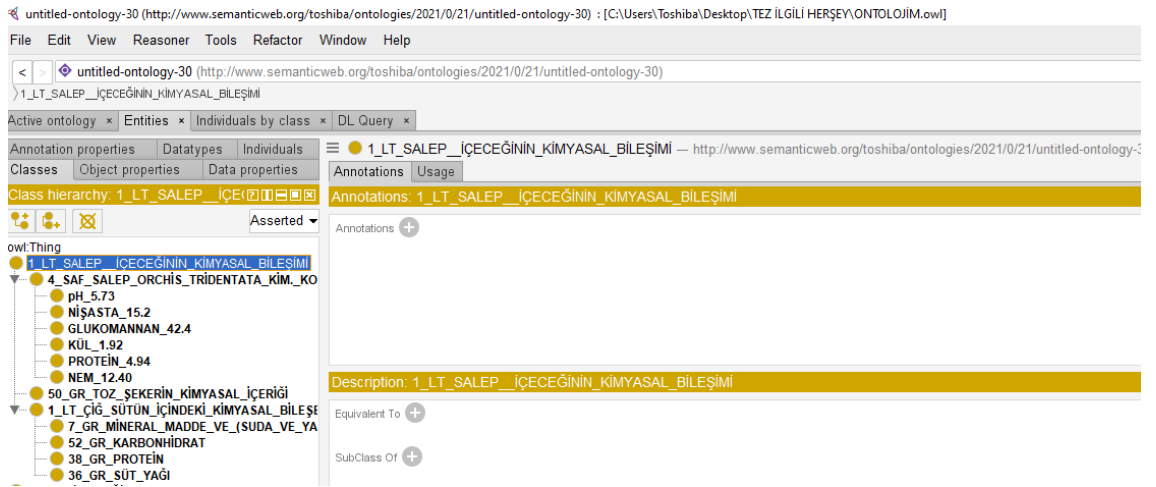 untitled-ontology-30 (http://www.semanticweb.org/toshiba/ontologies/2021/0/21/untitled-ontology-30) : [C:\Users\Toshiba\Desktop\TEZ İLGİLİ HERŞEY\ONTOLOJİM.owl]
File Edit View Reasoner Tools Refactor Window Help
< > untitled-ontology-30 (http://www.semanticweb.org/toshiba/ontologies/2021/0/21/untitled-ontology-30)
1_LT_SALEP__İÇECEĞİNİN_KİMYASAL_BİLEŞİMİ
Active ontology × Entities × Individuals by class × DL Query ×
Annotation properties Datatypes Individuals
Classes Object properties Data properties
Class hierarchy: 1_LT_SALEP__İÇE
Asserted
owl:Thing
1_LT_SALEP__İÇECEĞİNİN_KİMYASAL_BİLEŞİMİ
4_SAF_SALEP_ORCHİS_TRİDENTATA_KİM._KO
pH_5.73
NİŞASTA_15.2
GLUKOMANNAN_42.4
KÜL_1.92
PROTEİN_4.94
NEM_12.40
50_GR_TOZ_ŞEKERİN_KİMYASAL_İÇERİĞİ
1_LT_ÇİĞ_SÜTÜN_İÇİNDEKİ_KİMYASAL_BİLEŞE
7_GR_MİNERAL_MADDE_VE_(SUDA_VE_YA
52_GR_KARBONHİDRAT
38_GR_PROTEİN
36_GR_SÜT_YAĞI
1_LT_SALEP__İÇECEĞİNİN_KİMYASAL_BİLEŞİMİ — http://www.semanticweb.org/toshiba/ontologies/2021/0/21/untitled-ontology-3
Annotations Usage
Annotations: 1_LT_SALEP__İÇECEĞİNİN_KİMYASAL_BİLEŞİMİ
Annotations
Description: 1_LT_SALEP__İÇECEĞİNİN_KİMYASAL_BİLEŞİMİ
Equivalent To
SubClass Of